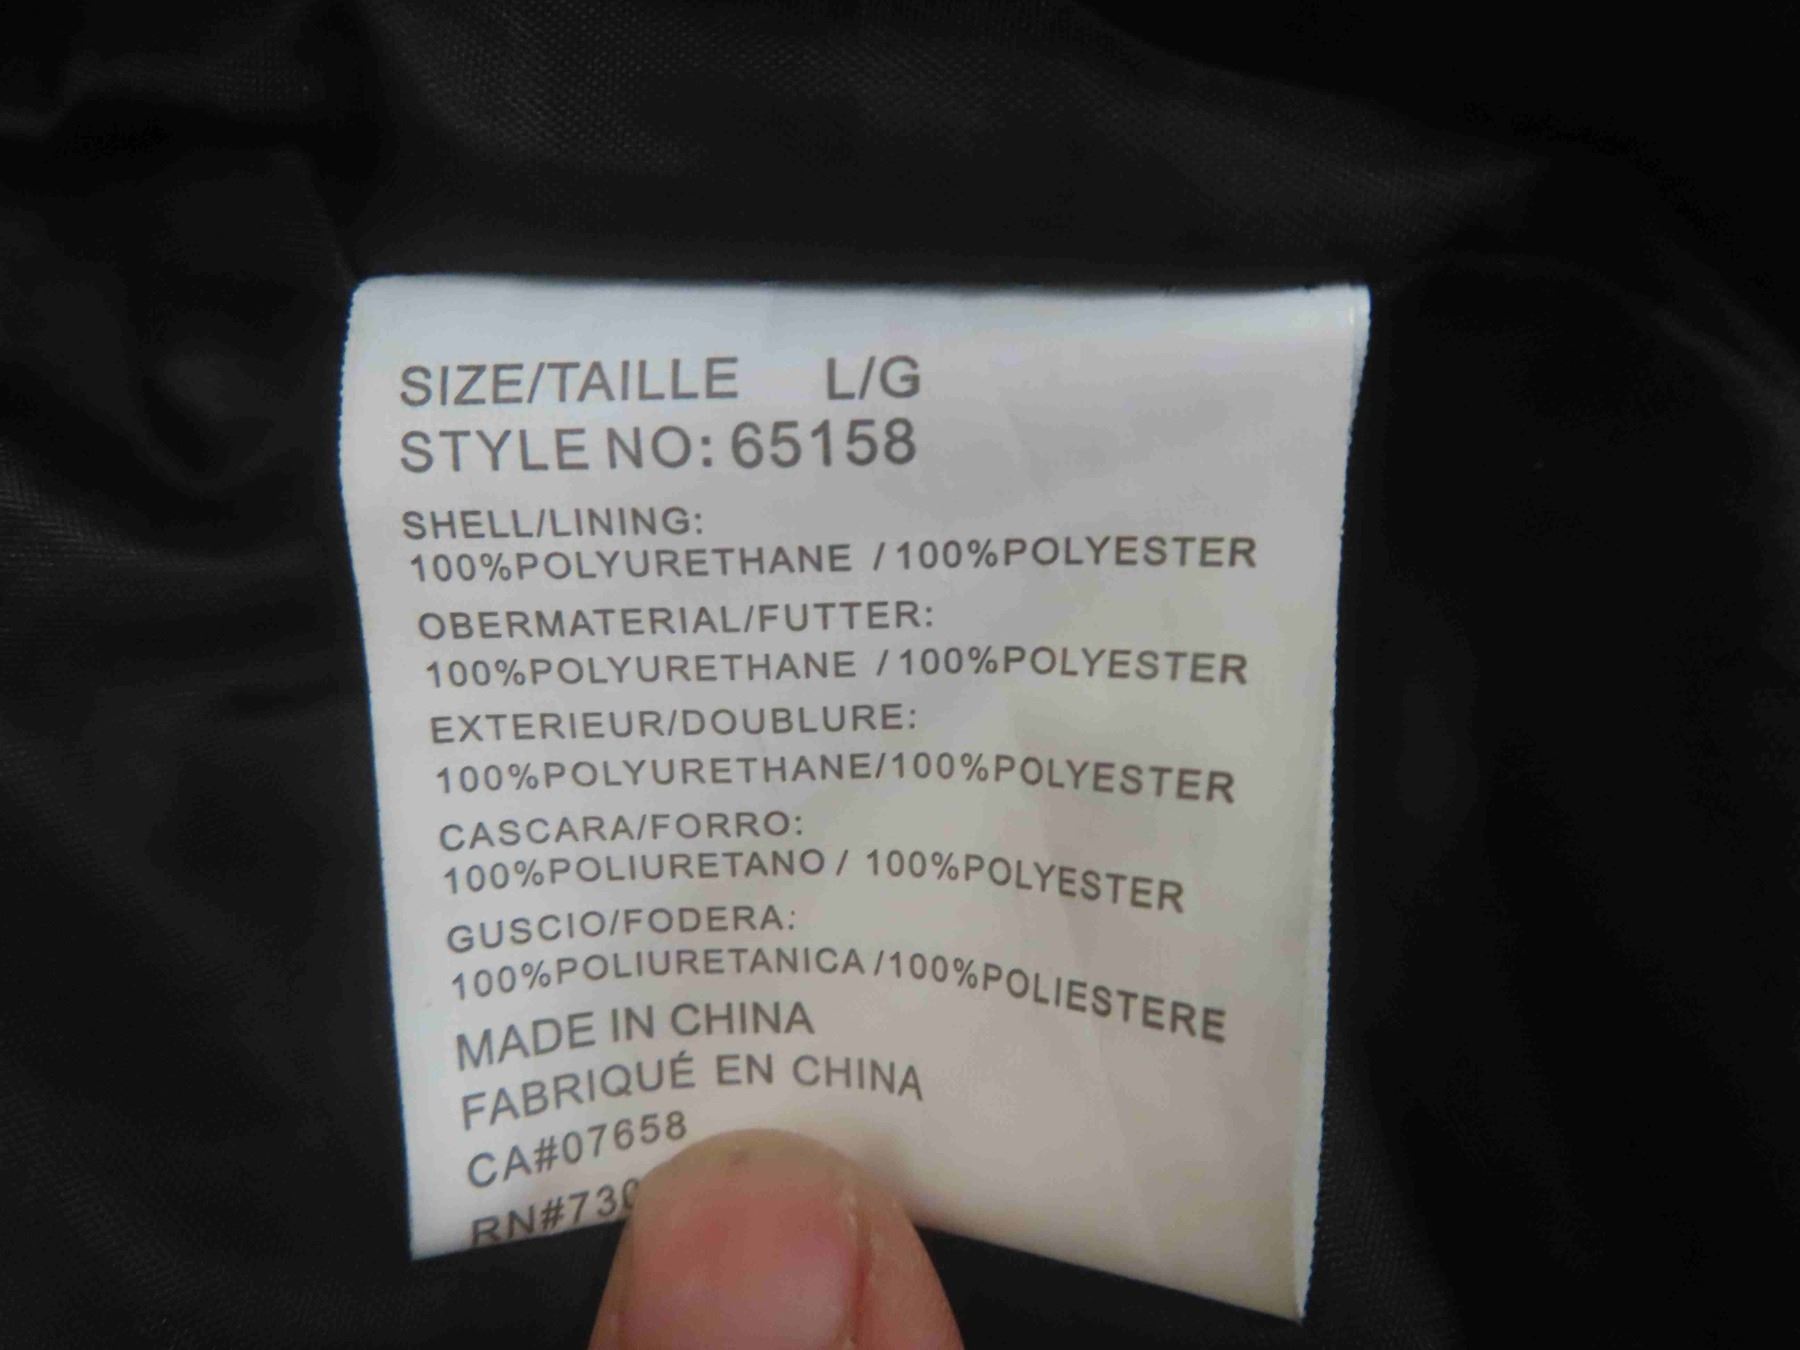 SIZE/TAILLE L/G
STYLE NO: 65158
SHELL/LINING:
100%POLYURETHANE / 100%POLYESTER
OBERMATERIAL/FUTTER:
100%POLYURETHANE / 100%POLYESTER
EXTERIEUR/DOUBLURE:
100%POLYURETHANE/100%POLYESTER
CASCARA/FORRO:
100%POLIURETANO / 100%POLYESTER
GUSCIO/FODERA:
100%POLIURETANICA /100%POLIESTERE
MADE IN CHINA
FABRIQUÉ EN CHINA
CA#07658